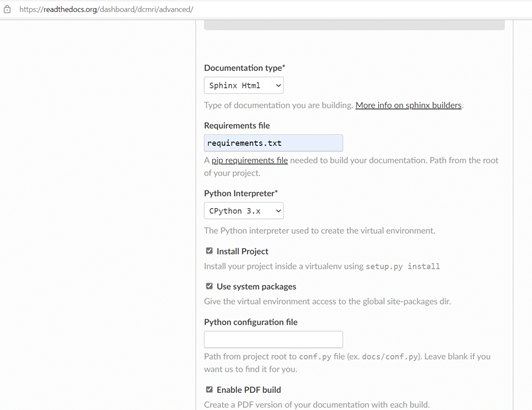 https://readthedocs.org/dashboard/dcmri/advanced/
Documentation type*
Sphinx Html
Type of documentation you are building. More info on sphinx builders.
Requirements file
requirements.txt
A pip requirements file needed to build your documentation. Path from the root
of your project.
Python Interpreter*
CPython 3.x
The Python interpreter used to create the virtual environment.
Install Project
Install your project inside a virtualenv using setup.py install
Use system packages
Give the virtual environment access to the global site-packages dir.
Python configuration file
Path from project root to conf.py file (ex. docs/conf.py). Leave blank if you
want us to find it for you.
Enable PDF build
Create a PDF version of your documentation with each build.